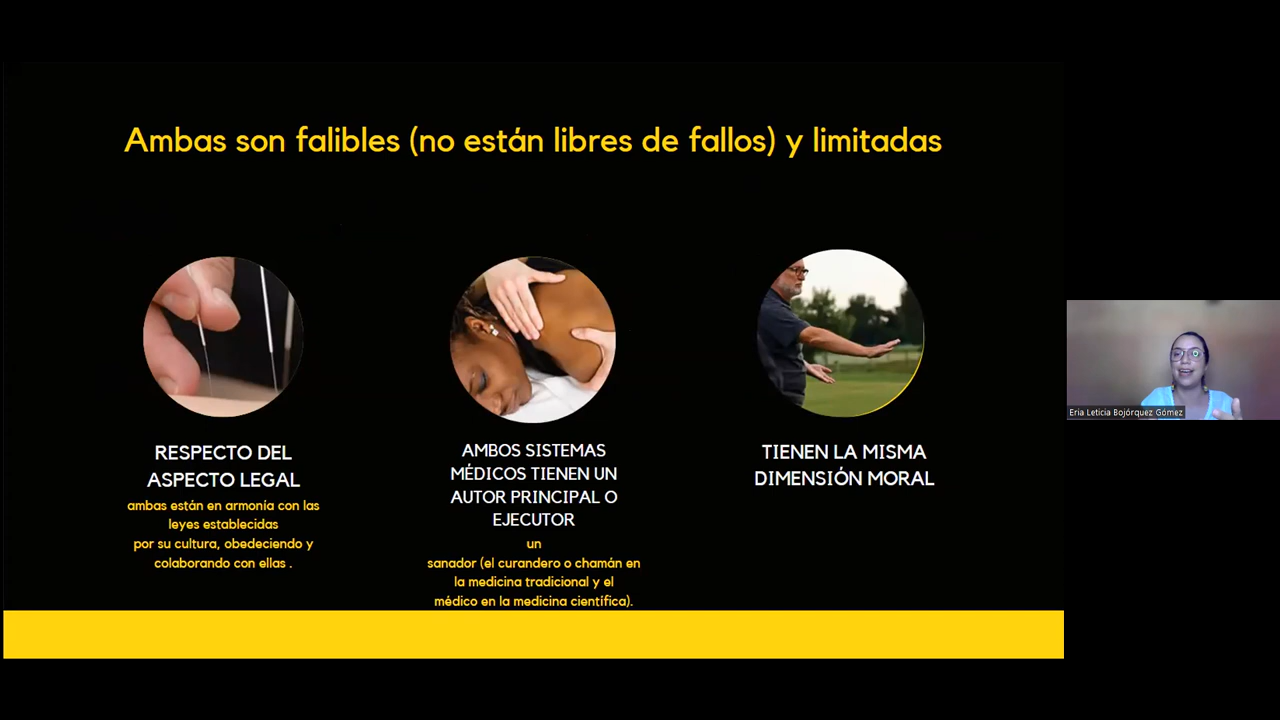 Ambas son falibles (no están libres de fallos) y limitadas
RESPECTO DEL
ASPECTO LEGAL
ambas están en armonía con las
leyes establecidas
por su cultura, obedeciendo y
colaborando con ellas .
AMBOS SISTEMAS
MÉDICOS TIENEN UN
AUTOR PRINCIPAL O
EJECUTOR
un
sanador (el curandero o chamán en
la medicina tradicional y el
médico en la medicina científica).
TIENEN LA MISMA
DIMENSIÓN MORAL
Eria Leticia Bojórquez Gómez